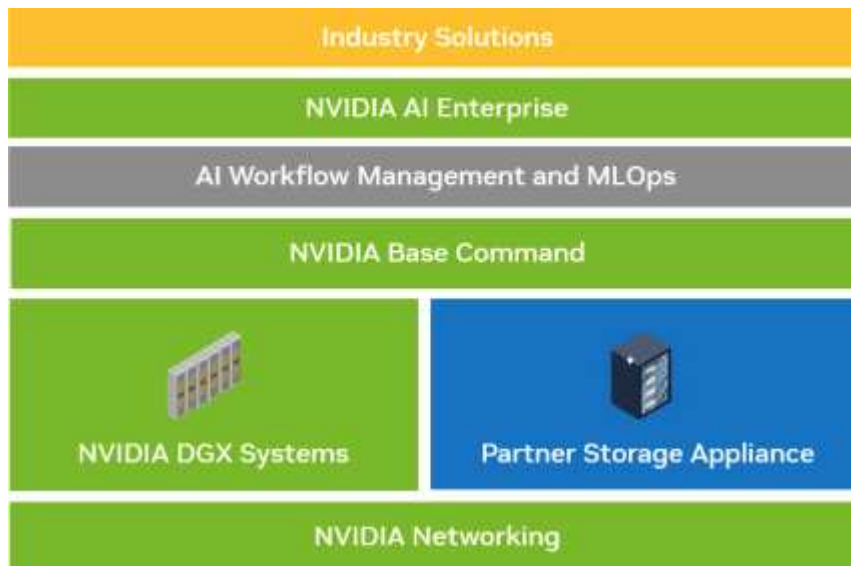 Industry Solutions
NVIDIA AI Enterprise
AI Workflow Management and MLOps
NVIDIA Base Command
NVIDIA DGX Systems
Partner Storage Appliance
NVIDIA Networking